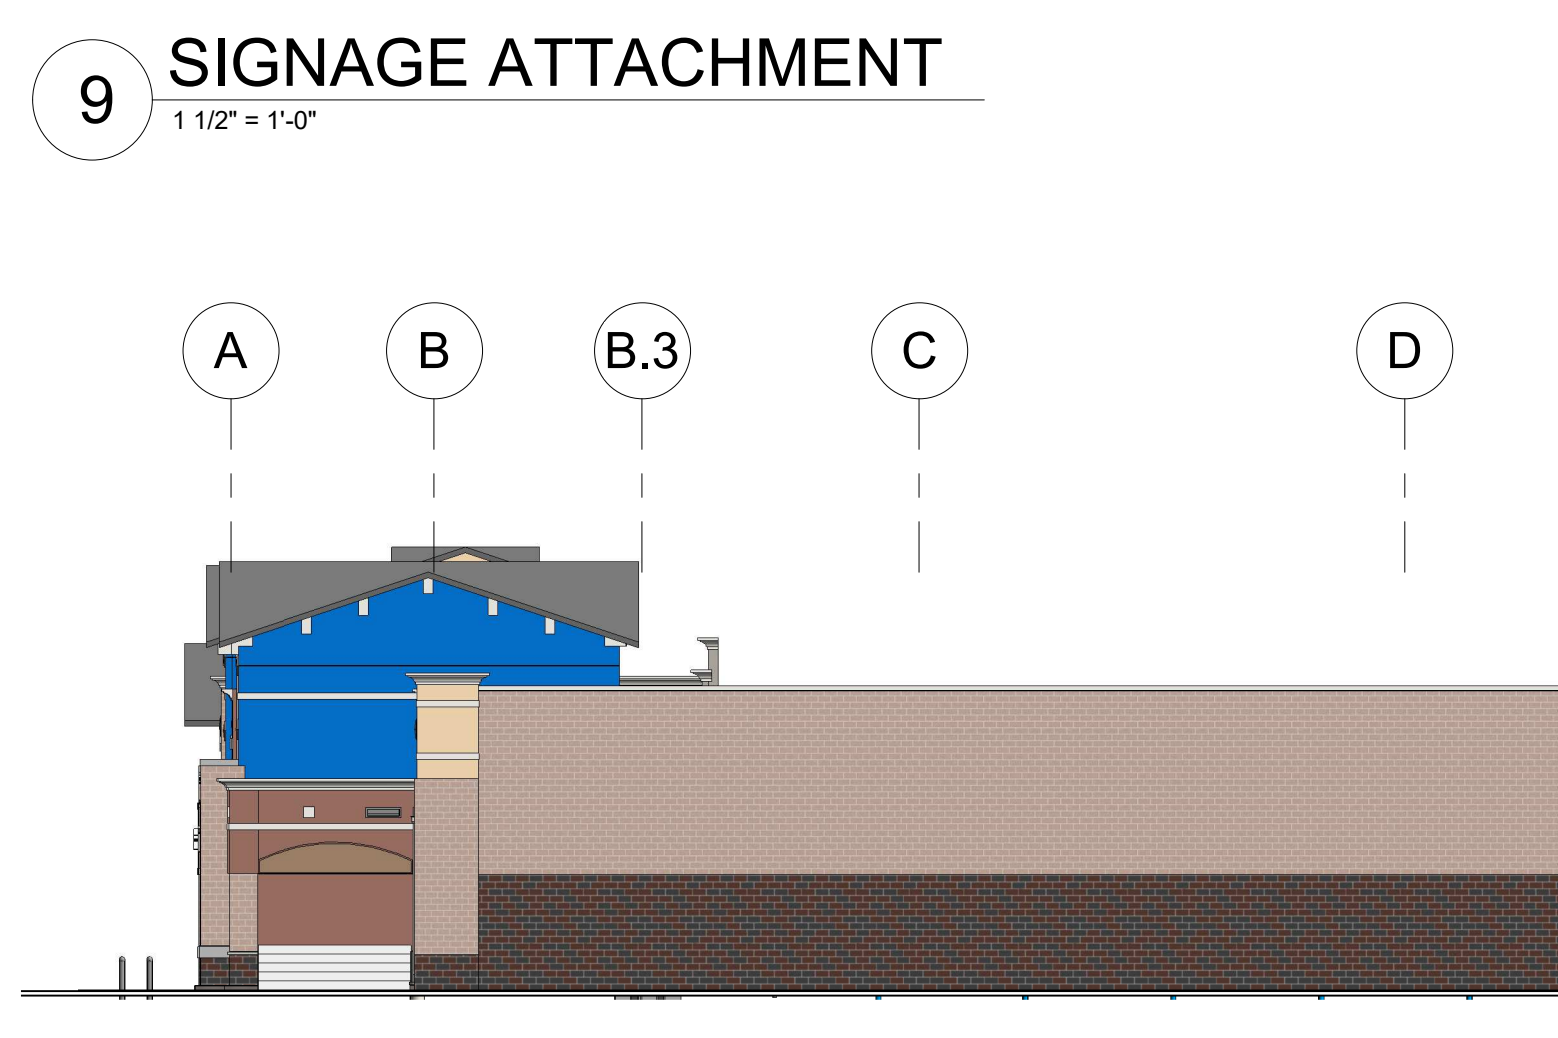 9
SIGNAGE ATTACHMENT
1 1/2" = 1'-0"
A B B.3 C D